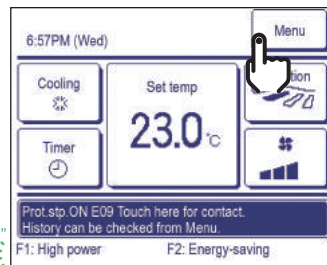 6:57PM (Wed)
Menu
Cooling
Set temp
tion
Timer
23.0°c
Prot.stp.ON E09 Touch here for contact.
History can be checked from Menu.
F1: High power
F2: Energy-saving